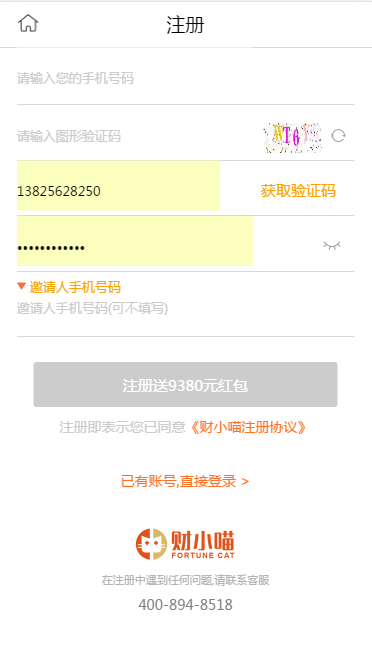 注册
请输入您的手机号码
请输入图形验证码
13825628250
获取验证码
••••••••••••
邀请人手机号码
邀请人手机号码(可不填写)
注册送9380元红包
注册即表示您已同意《财小喵注册协议》
已有账号,直接登录 >
财小喵
FORTUNE CAT
在注册中遇到任何问题,请联系客服
400-894-8518